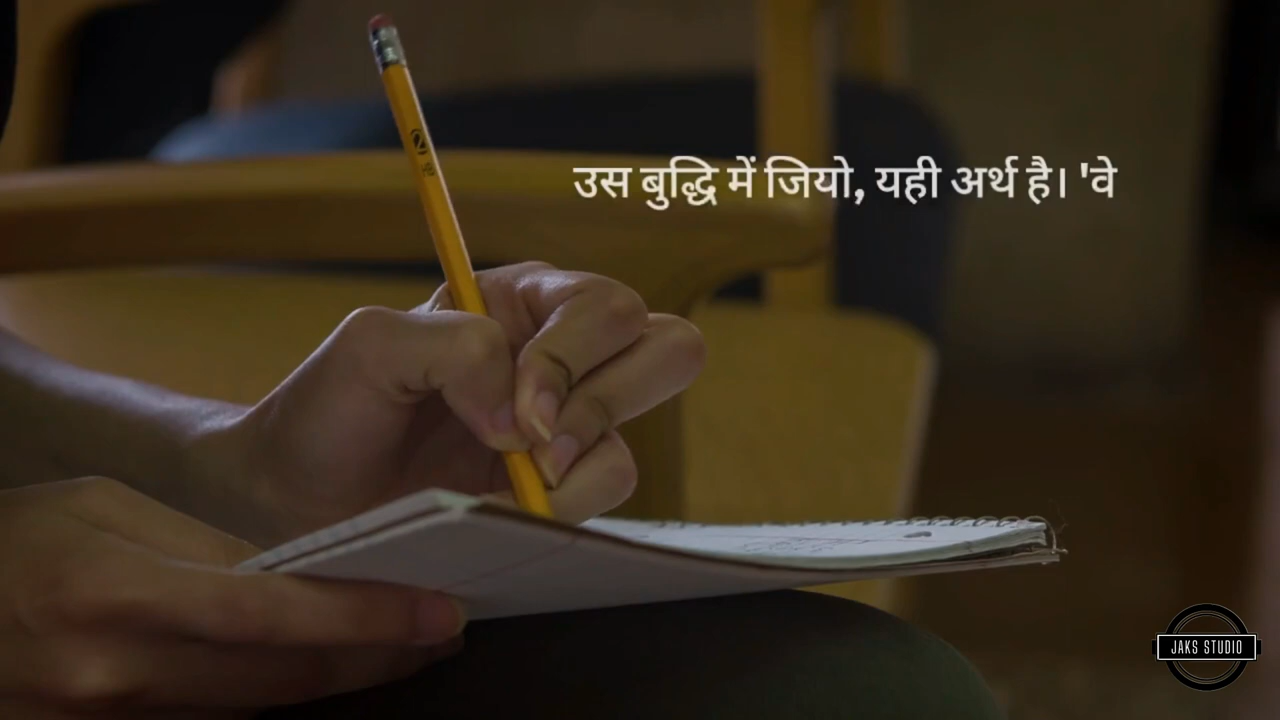 उस बुद्धि में जियो, यही अर्थ है। 'वे
JAKS STUDIO